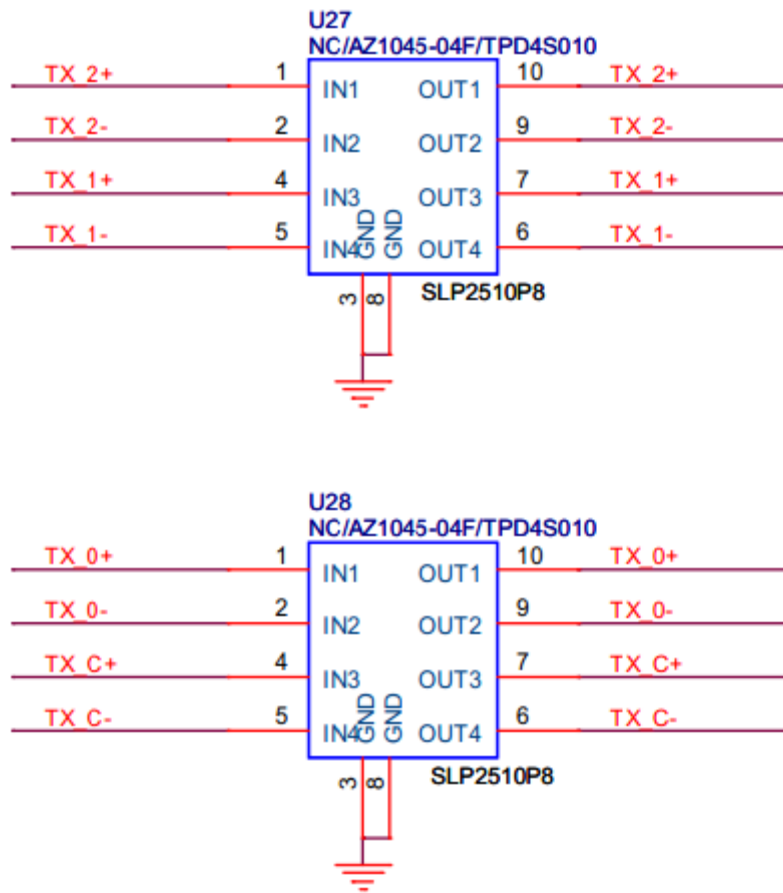 U27
NC/AZ1045-04F/TPD4S010
TX_2+ 1 IN1 OUT1 10 TX_2+
TX_2- 2 IN2 OUT2 9 TX_2-
TX_1+ 4 IN3 OUT3 7 TX_1+
TX_1- 5 IN4 GND GND OUT4 6 TX_1-
3 8 SLP2510P8
U28
NC/AZ1045-04F/TPD4S010
TX_0+ 1 IN1 OUT1 10 TX_0+
TX_0- 2 IN2 OUT2 9 TX_0-
TX_C+ 4 IN3 OUT3 7 TX_C+
TX_C- 5 IN4 GND GND OUT4 6 TX_C-
3 8 SLP2510P8